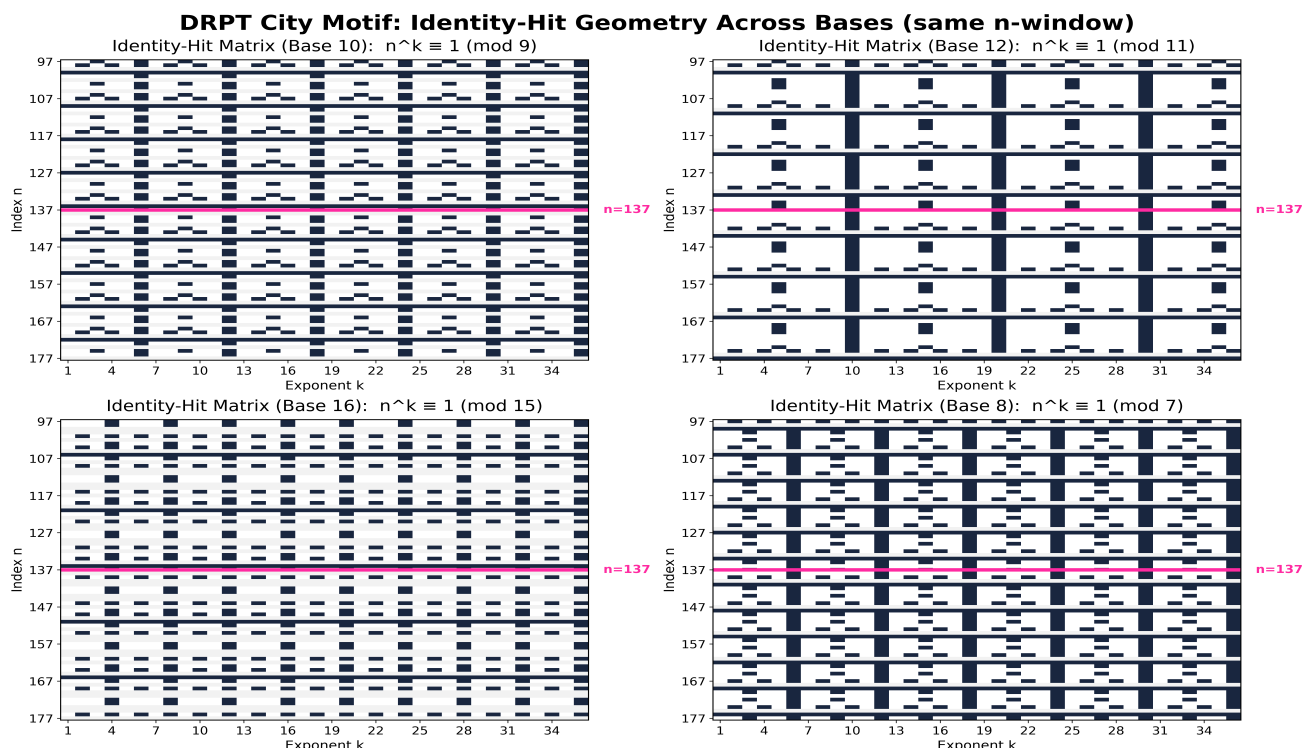 DRPT City Motif: Identity-Hit Geometry Across Bases (same n-window)
Identity-Hit Matrix (Base 10):  n^k ≡ 1 (mod 9)
Index n
97
107
117
127
137
147
157
167
177
n=137
1 4 7 10 13 16 19 22 25 28 31 34
Exponent k
Identity-Hit Matrix (Base 12):  n^k ≡ 1 (mod 11)
Index n
97
107
117
127
137
147
157
167
177
n=137
1 4 7 10 13 16 19 22 25 28 31 34
Exponent k
Identity-Hit Matrix (Base 16):  n^k ≡ 1 (mod 15)
Index n
97
107
117
127
137
147
157
167
177
n=137
1 4 7 10 13 16 19 22 25 28 31 34
Exponent k
Identity-Hit Matrix (Base 8):  n^k ≡ 1 (mod 7)
Index n
97
107
117
127
137
147
157
167
177
n=137
1 4 7 10 13 16 19 22 25 28 31 34
Exponent k